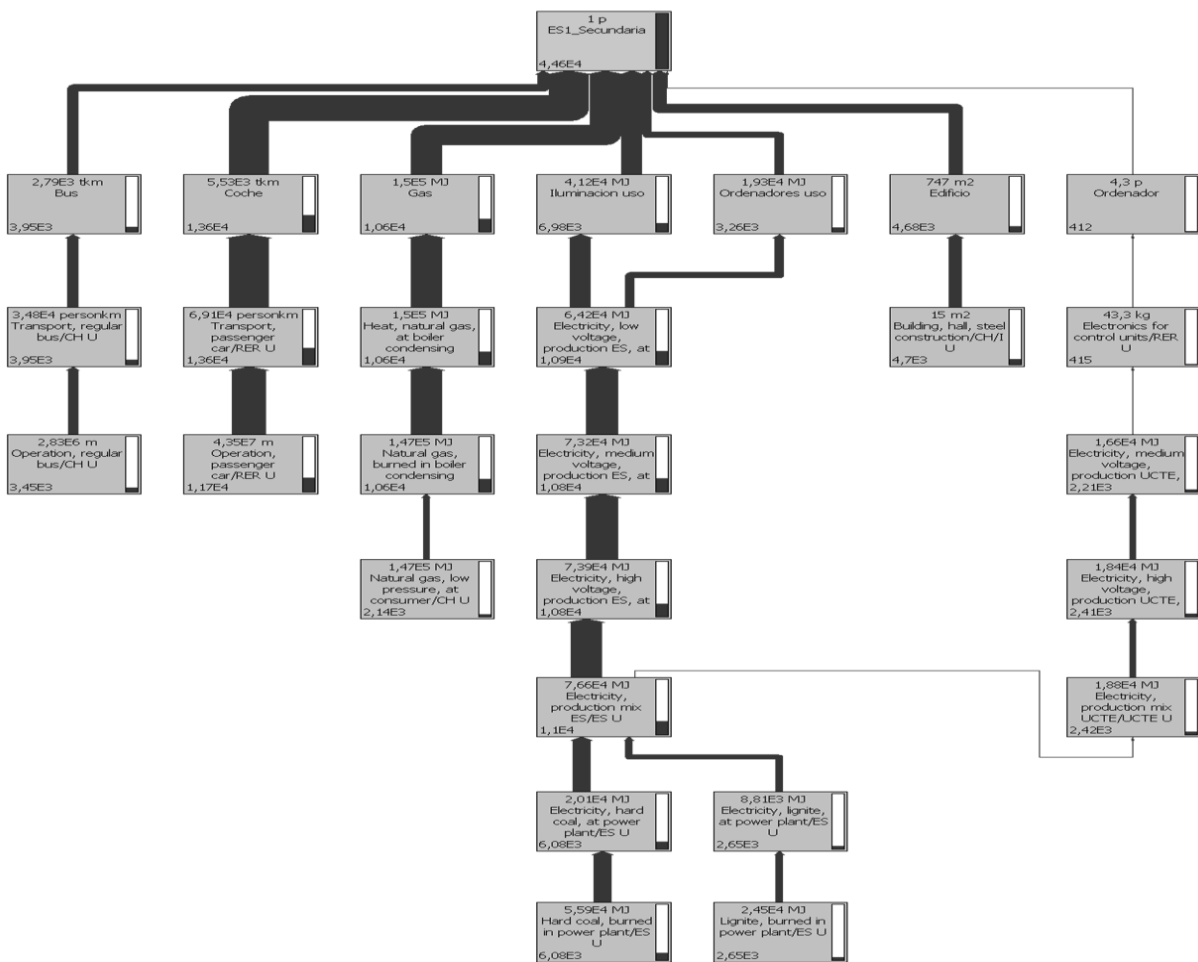 1 p
ES1_Secundaria
4,46E4
2,79E3 tkm
Bus
3,95E3
5,53E3 tkm
Coche
1,36E4
1,5E5 MJ
Gas
1,06E4
4,12E4 MJ
Iluminacion uso
6,98E3
1,93E4 MJ
Ordenadores uso
3,26E3
747 m2
Edificio
4,68E3
4,3 p
Ordenador
412
3,48E4 personkm
Transport, regular
bus/CH U
3,95E3
6,91E4 personkm
Transport,
passenger
car/RER U
1,36E4
1,5E5 MJ
Heat, natural gas,
at boiler
condensing
1,06E4
6,42E4 MJ
Electricity, low
voltage,
production ES, at
1,09E4
15 m2
Building, hall, steel
construction/CH/I
U
4,7E3
43,3 kg
Electronics for
control units/RER
U
415
2,83E6 m
Operation, regular
bus/CH U
3,45E3
4,35E7 m
Operation,
passenger
car/RER U
1,17E4
1,47E5 MJ
Natural gas,
burned in boiler
condensing
1,06E4
7,32E4 MJ
Electricity, medium
voltage,
production ES, at
1,08E4
1,66E4 MJ
Electricity, medium
voltage,
production UCTE,
2,21E3
1,47E5 MJ
Natural gas, low
pressure, at
consumer/CH U
2,14E3
7,39E4 MJ
Electricity, high
voltage,
production ES, at
1,08E4
1,84E4 MJ
Electricity, high
voltage,
production UCTE,
2,41E3
7,66E4 MJ
Electricity,
production mix
ES/ES U
1,1E4
1,88E4 MJ
Electricity,
production mix
UCTE/UCTE U
2,42E3
2,01E4 MJ
Electricity, hard
coal, at power
plant/ES U
6,08E3
8,81E3 MJ
Electricity, lignite,
at power plant/ES
U
2,65E3
5,59E4 MJ
Hard coal, burned
in power plant/ES
U
6,08E3
2,45E4 MJ
Lignite, burned in
power plant/ES U
2,65E3